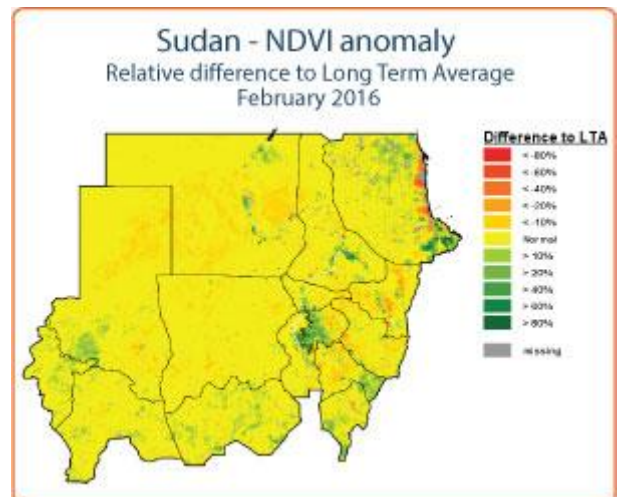 Sudan - NDVI anomaly
Relative difference to Long Term Average
February 2016
Difference to LTA
< -80%
< -60%
< -40%
< -20%
< -10%
Normal
> 10%
> 20%
> 40%
> 60%
> 80%
missing